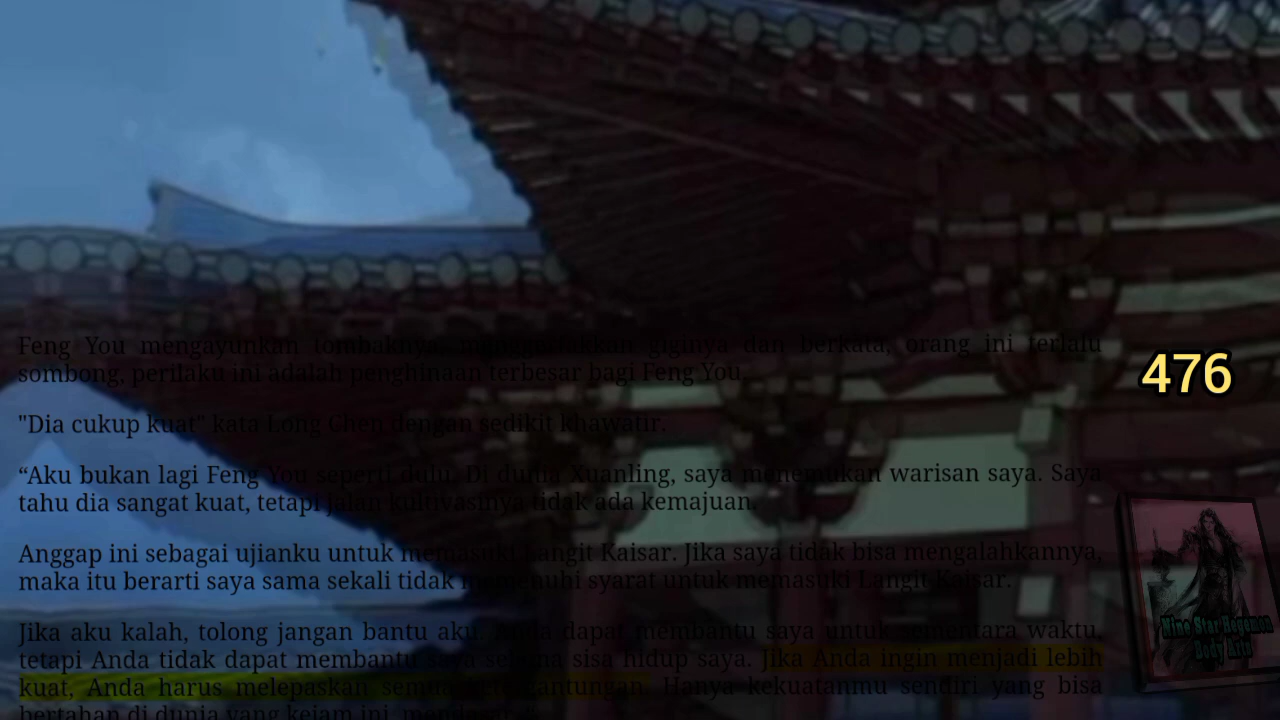 Feng You mengayunkan tombaknya, menggertakkan giginya dan berkata, orang ini terlalu
sombong, perilaku ini adalah penghinaan terbesar bagi Feng You.
"Dia cukup kuat" kata Long Chen dengan sedikit khawatir.
“Aku bukan lagi Feng You seperti dulu. Di dunia Xuanling, saya menemukan warisan saya. Saya
tahu dia sangat kuat, tetapi jalan kultivasinya tidak ada kemajuan.
Anggap ini sebagai ujianku untuk memasuki Langit Kaisar. Jika saya tidak bisa mengalahkannya,
maka itu berarti saya sama sekali tidak memenuhi syarat untuk memasuki Langit Kaisar.
Jika aku kalah, tolong jangan bantu aku. Anda dapat membantu saya untuk sementara waktu,
tetapi Anda tidak dapat membantu saya selama sisa hidup saya. Jika Anda ingin menjadi lebih
kuat, Anda harus melepaskan semua gantungan. Hanya kekuatanmu sendiri yang bisa
bertahan di dunia yang kejam ini,
476
Nine Star Hegemon
Body Arts